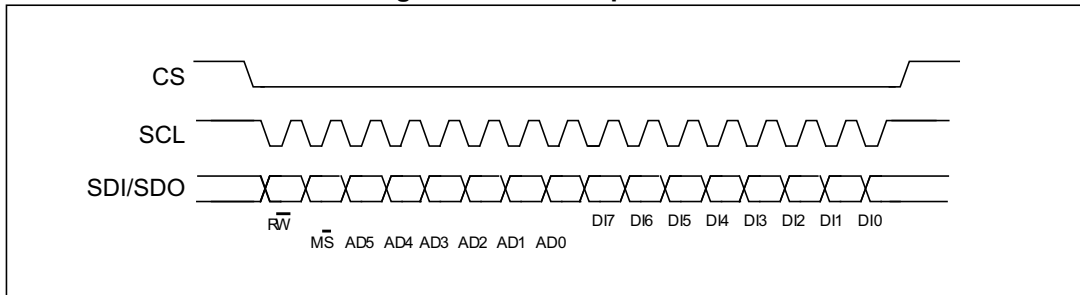 CS
SCL
SDI/SDO
RW̅
DI7 DI6 DI5 DI4 DI3 DI2 DI1 DI0
MS̅ AD5 AD4 AD3 AD2 AD1 AD0